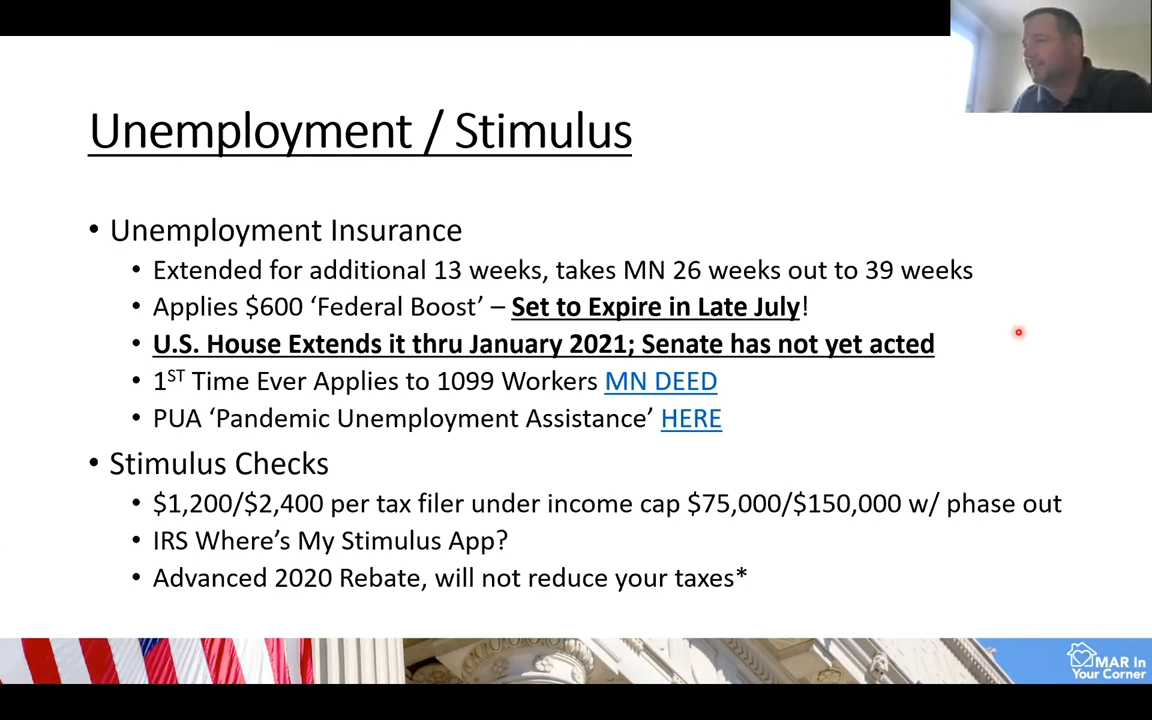 Unemployment / Stimulus
• Unemployment Insurance
• Extended for additional 13 weeks, takes MN 26 weeks out to 39 weeks
• Applies $600 ‘Federal Boost’ – Set to Expire in Late July!
• U.S. House Extends it thru January 2021; Senate has not yet acted
• 1ST Time Ever Applies to 1099 Workers MN DEED
• PUA ‘Pandemic Unemployment Assistance’ HERE
• Stimulus Checks
• $1,200/$2,400 per tax filer under income cap $75,000/$150,000 w/ phase out
• IRS Where’s My Stimulus App?
• Advanced 2020 Rebate, will not reduce your taxes*
MAR In
Your Corner